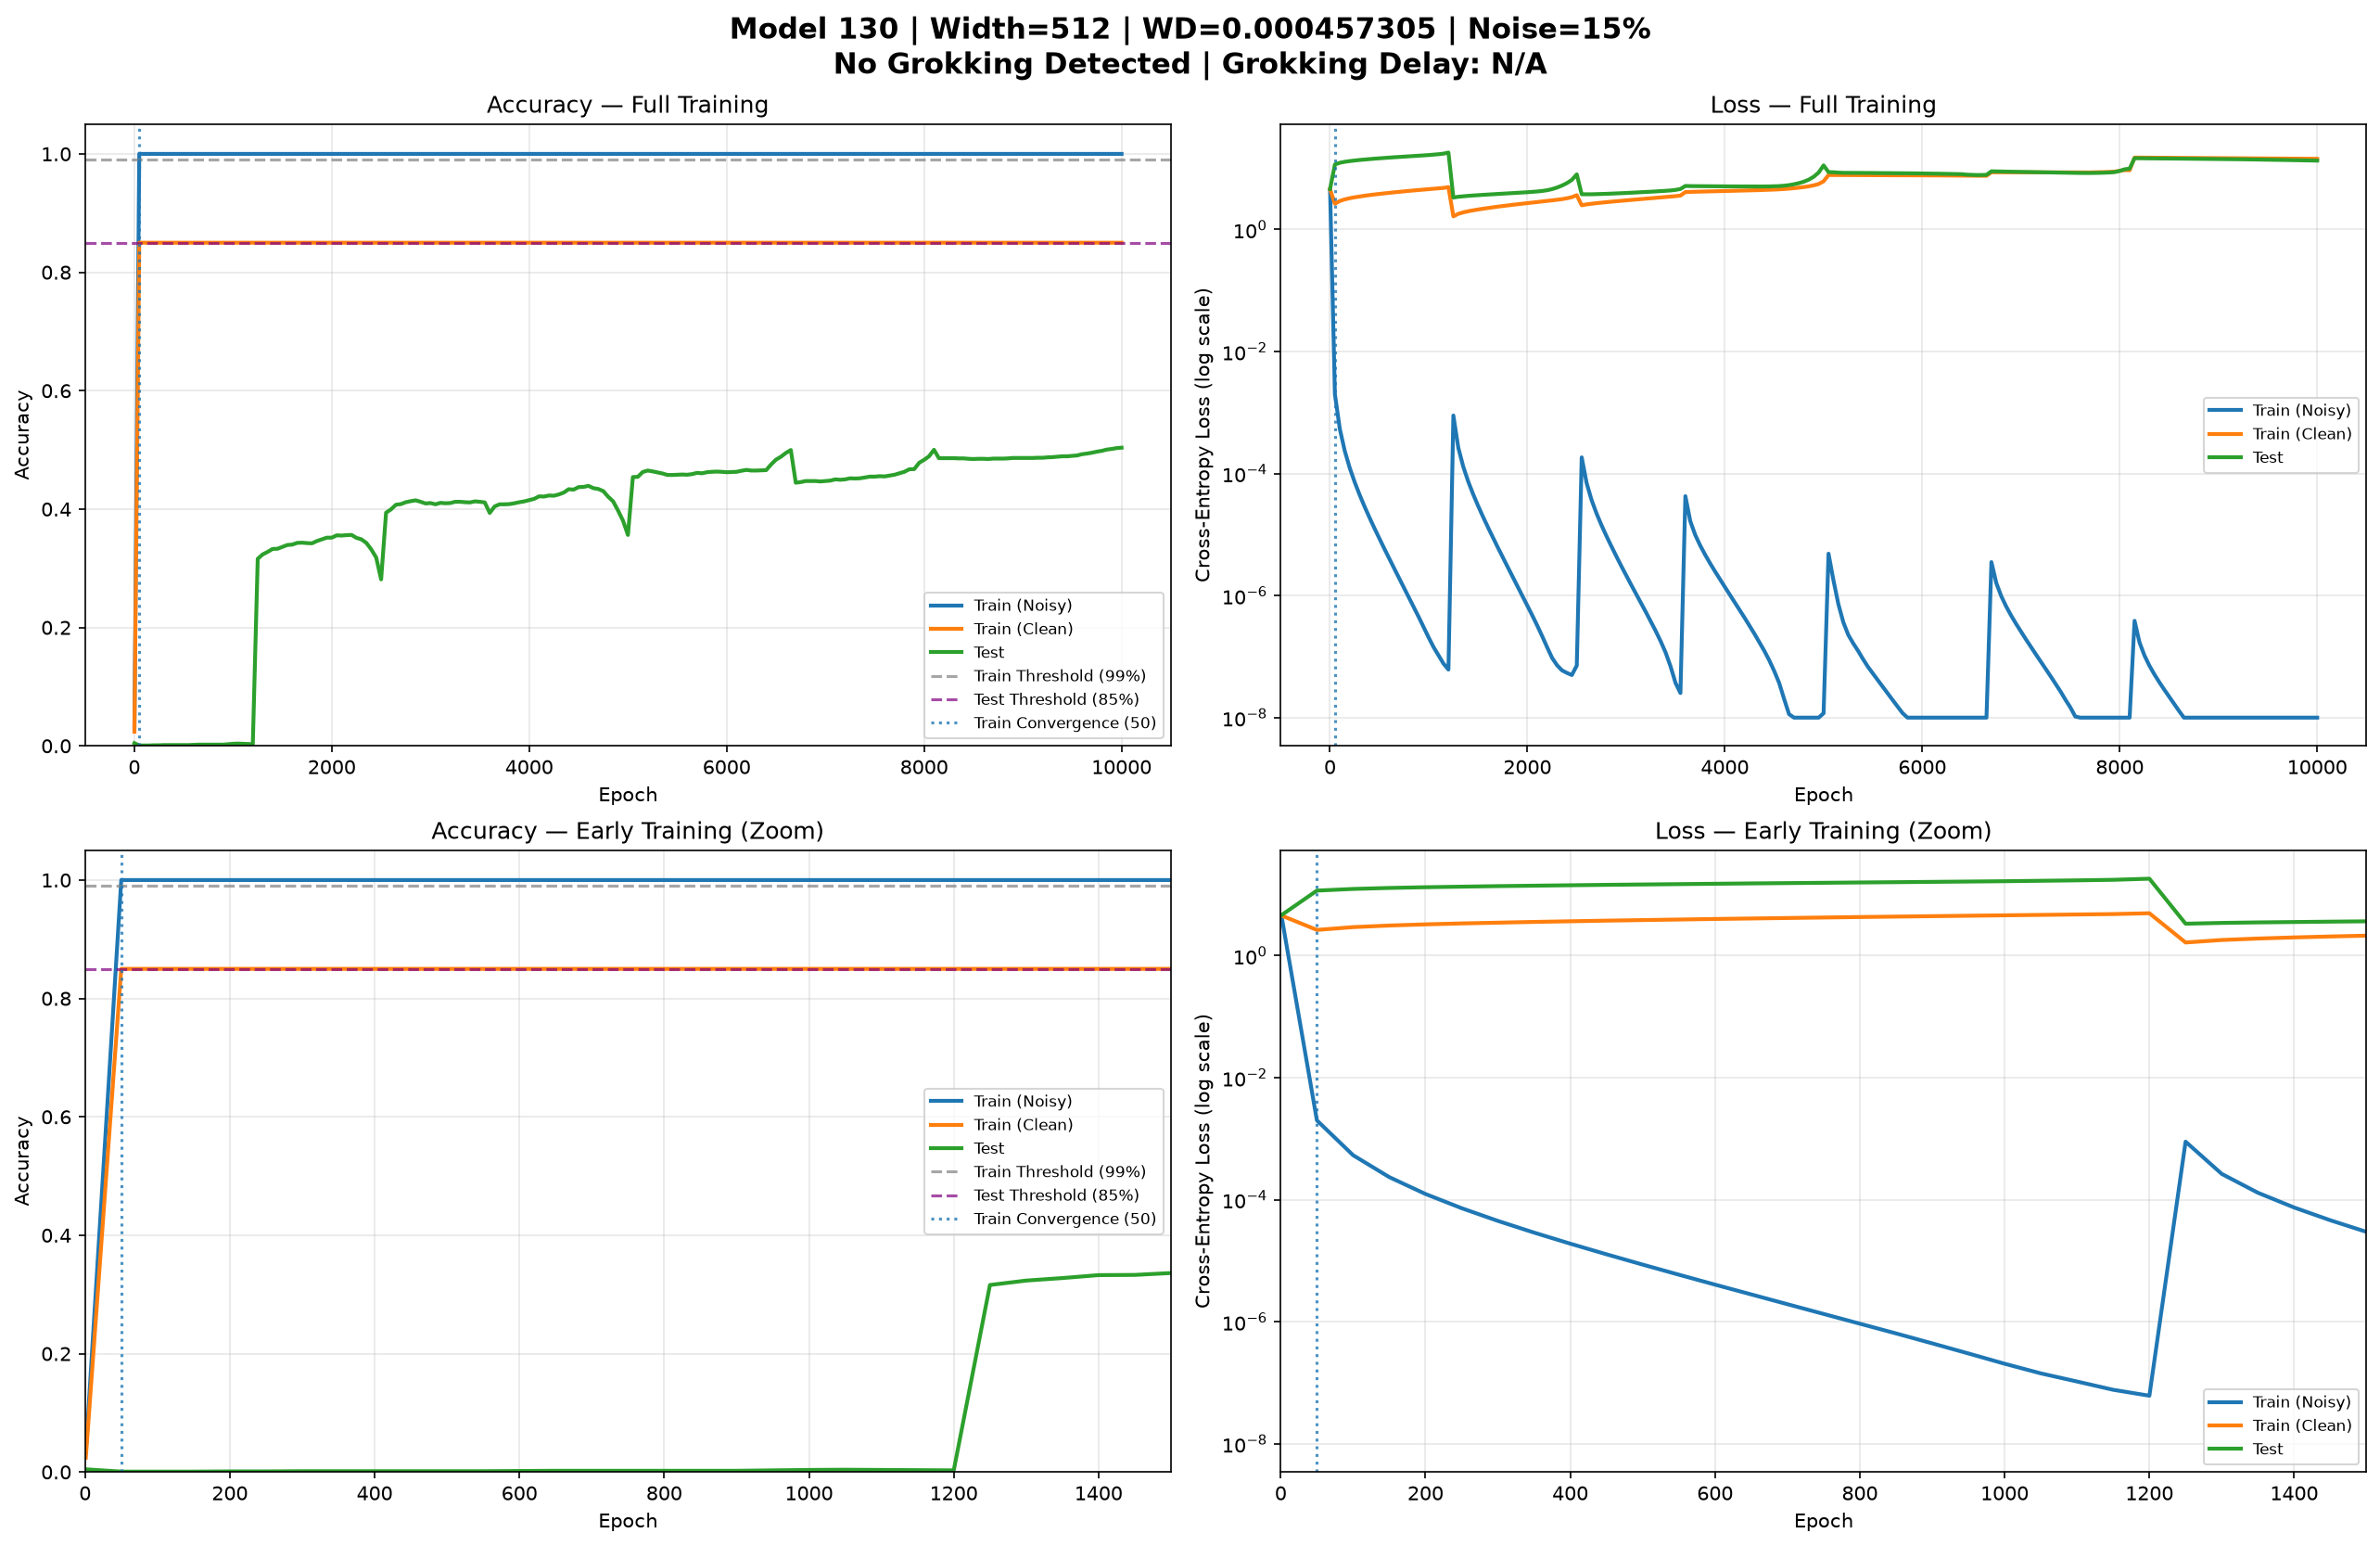 Model 130 | Width=512 | WD=0.000457305 | Noise=15%
No Grokking Detected | Grokking Delay: N/A
Accuracy — Full Training
1.0
0.8
0.6
0.4
0.2
0.0
Accuracy
0 2000 4000 6000 8000 10000
Epoch
Train (Noisy)
Train (Clean)
Test
Train Threshold (99%)
Test Threshold (85%)
Train Convergence (50)
Loss — Full Training
10⁰
10⁻²
10⁻⁴
10⁻⁶
10⁻⁸
Cross-Entropy Loss (log scale)
0 2000 4000 6000 8000 10000
Epoch
Train (Noisy)
Train (Clean)
Test
Accuracy — Early Training (Zoom)
1.0
0.8
0.6
0.4
0.2
0.0
Accuracy
0 200 400 600 800 1000 1200 1400
Epoch
Train (Noisy)
Train (Clean)
Test
Train Threshold (99%)
Test Threshold (85%)
Train Convergence (50)
Loss — Early Training (Zoom)
10⁰
10⁻²
10⁻⁴
10⁻⁶
10⁻⁸
Cross-Entropy Loss (log scale)
0 200 400 600 800 1000 1200 1400
Epoch
Train (Noisy)
Train (Clean)
Test